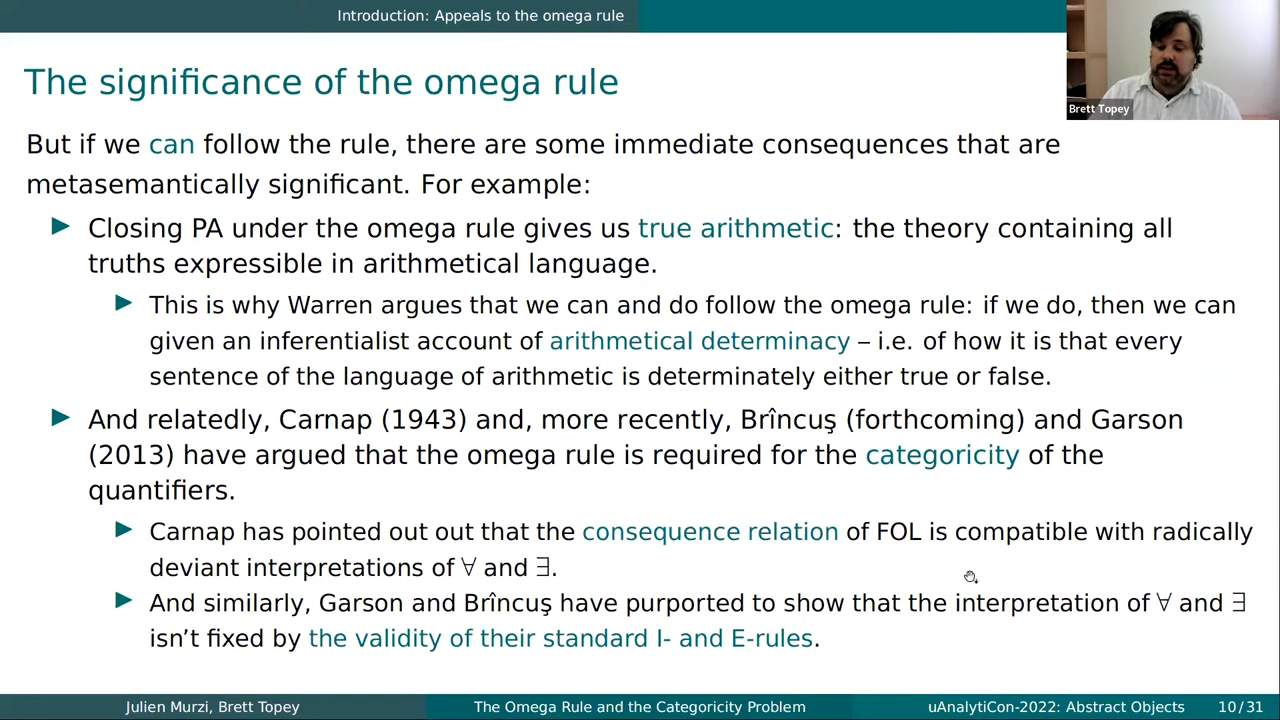 Introduction: Appeals to the omega rule
The significance of the omega rule
Brett Topey
But if we can follow the rule, there are some immediate consequences that are
metasemantically significant. For example:
▶ Closing PA under the omega rule gives us true arithmetic: the theory containing all
truths expressible in arithmetical language.
▶ This is why Warren argues that we can and do follow the omega rule: if we do, then we can
given an inferentialist account of arithmetical determinacy – i.e. of how it is that every
sentence of the language of arithmetic is determinately either true or false.
▶ And relatedly, Carnap (1943) and, more recently, Brîncuş (forthcoming) and Garson
(2013) have argued that the omega rule is required for the categoricity of the
quantifiers.
▶ Carnap has pointed out out that the consequence relation of FOL is compatible with radically
deviant interpretations of ∀ and ∃.
▶ And similarly, Garson and Brîncuş have purported to show that the interpretation of ∀ and ∃
isn't fixed by the validity of their standard I- and E-rules.
Julien Murzi, Brett Topey The Omega Rule and the Categoricity Problem uAnalytiCon-2022: Abstract Objects 10/31